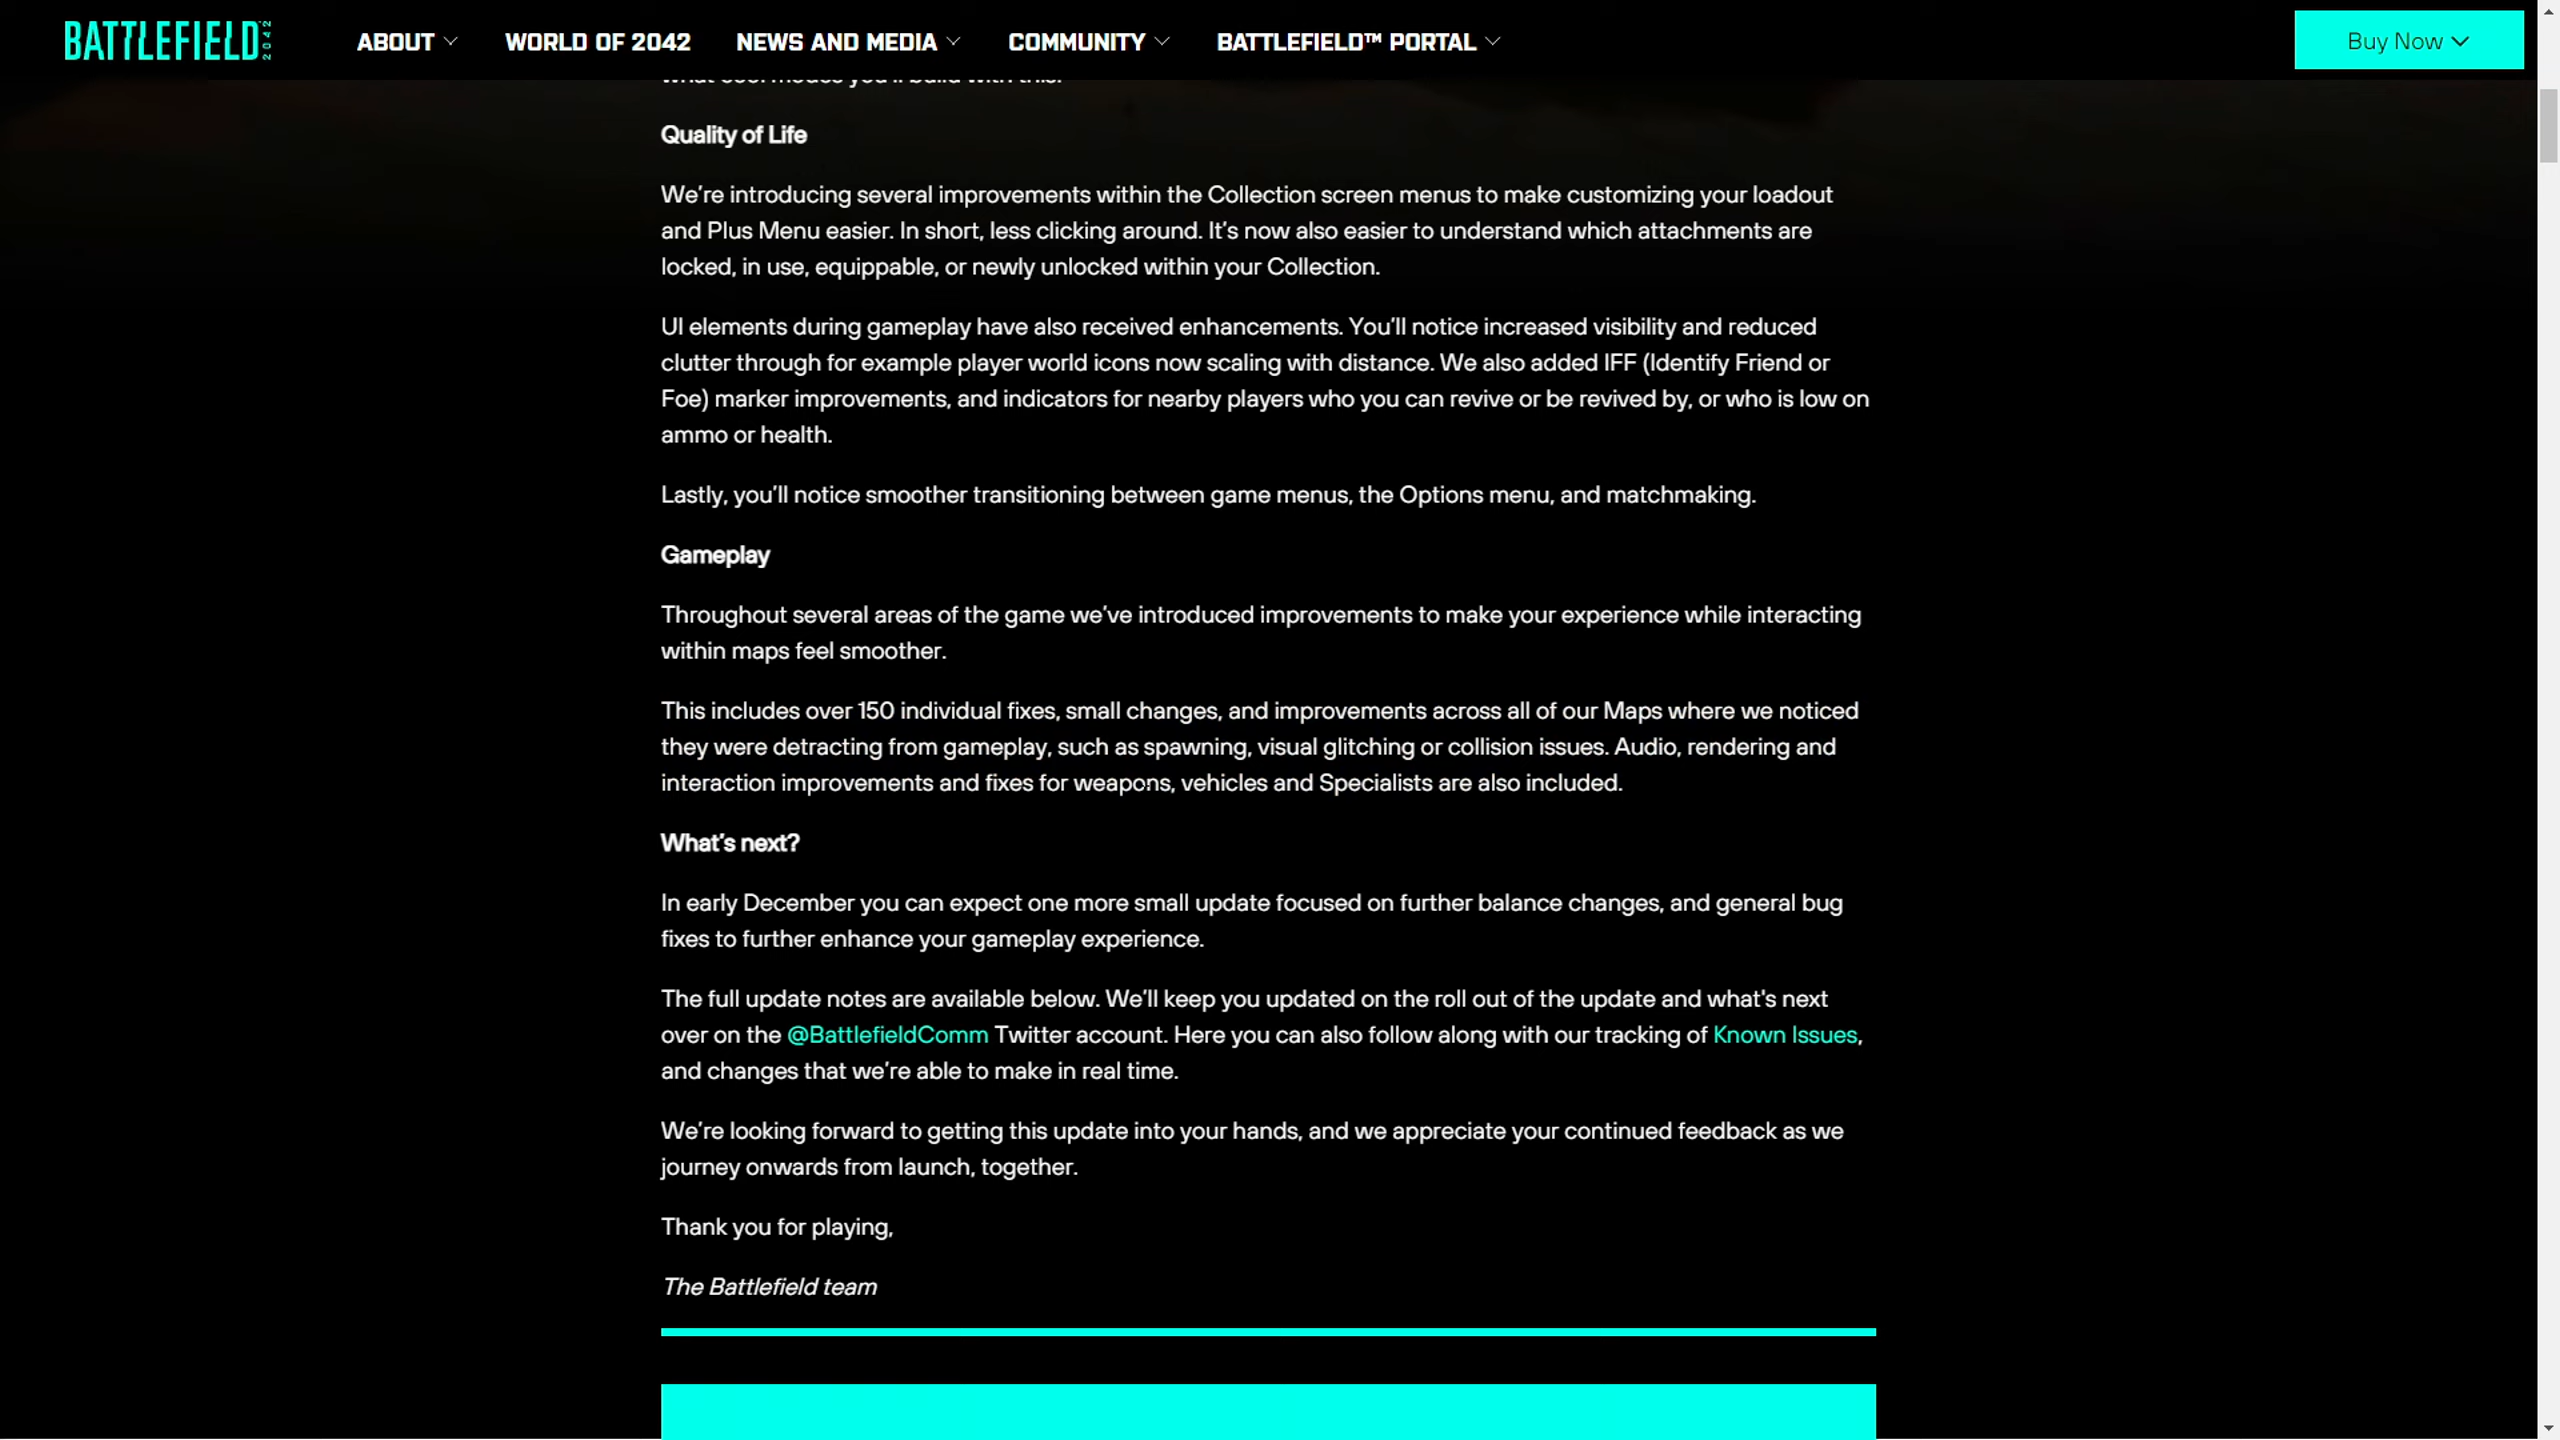 BATTLEFIELD 2042
ABOUT
WORLD OF 2042
NEWS AND MEDIA
COMMUNITY
BATTLEFIELD™ PORTAL
Buy Now
what cool modes you'll build with this.
Quality of Life
We're introducing several improvements within the Collection screen menus to make customizing your loadout
and Plus Menu easier. In short, less clicking around. It's now also easier to understand which attachments are
locked, in use, equippable, or newly unlocked within your Collection.
UI elements during gameplay have also received enhancements. You'll notice increased visibility and reduced
clutter through for example player world icons now scaling with distance. We also added IFF (Identify Friend or
Foe) marker improvements, and indicators for nearby players who you can revive or be revived by, or who is low on
ammo or health.
Lastly, you'll notice smoother transitioning between game menus, the Options menu, and matchmaking.
Gameplay
Throughout several areas of the game we've introduced improvements to make your experience while interacting
within maps feel smoother.
This includes over 150 individual fixes, small changes, and improvements across all of our Maps where we noticed
they were detracting from gameplay, such as spawning, visual glitching or collision issues. Audio, rendering and
interaction improvements and fixes for weapons, vehicles and Specialists are also included.
What's next?
In early December you can expect one more small update focused on further balance changes, and general bug
fixes to further enhance your gameplay experience.
The full update notes are available below. We'll keep you updated on the roll out of the update and what's next
over on the @BattlefieldComm Twitter account. Here you can also follow along with our tracking of Known Issues,
and changes that we're able to make in real time.
We're looking forward to getting this update into your hands, and we appreciate your continued feedback as we
journey onwards from launch, together.
Thank you for playing,
The Battlefield team